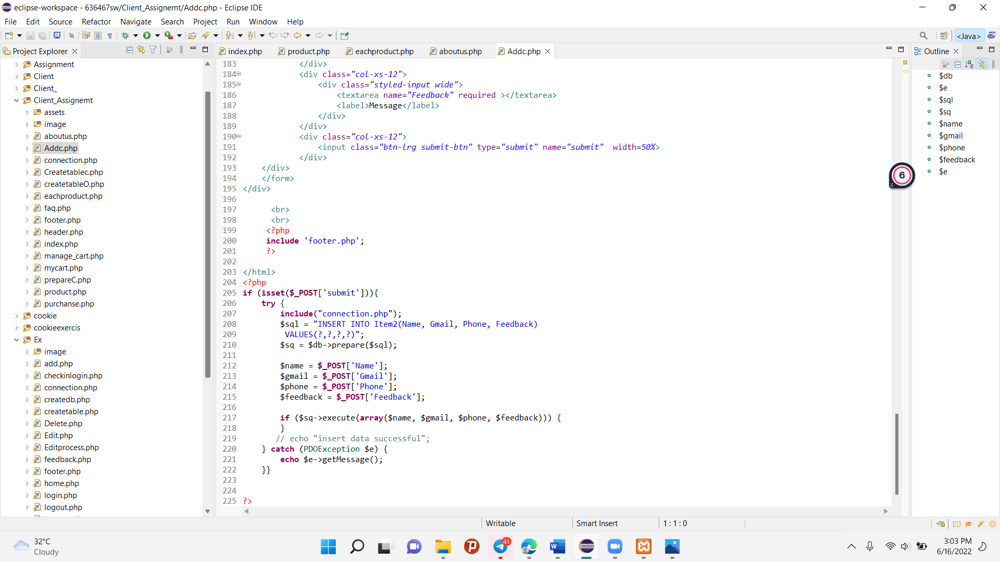 eclipse-workspace - 636467sw/Client_Assignemt/Addc.php - Eclipse IDE
File Edit Source Refactor Navigate Search Project Run Window Help
<Java>
Project Explorer
index.php product.php eachproduct.php aboutus.php Addc.php
Outline
Assignment
Client
Client_
Client_Assignemt
assets
image
aboutus.php
Addc.php
connection.php
Createtablec.php
createtableO.php
eachproduct.php
faq.php
footer.php
header.php
index.php
manage_cart.php
mycart.php
prepareC.php
product.php
purchanse.php
cookie
cookieexercis
Ex
image
add.php
checkinlogin.php
connection.php
createdb.php
createtable.php
Delete.php
Edit.php
Editprocess.php
feedback.php
footer.php
home.php
login.php
logout.php
183 </div>
184 <div class="col-xs-12">
185 <div class="styled-input wide">
186 <textarea name="Feedback" required ></textarea>
187 <label>Message</label>
188 </div>
189 </div>
190 <div class="col-xs-12">
191 <input class="btn-lrg submit-btn" type="submit" name="submit"  width=50%>
192 </div>
193 </div>
194 </form>
195 </div>
196
197 <br>
198 <br>
199 <?php
200 include 'footer.php';
201 ?>
202
203 </html>
204 <?php
205 if (isset($_POST['submit'])){
206 try {
207 include("connection.php");
208 $sql = "INSERT INTO Item2(Name, Gmail, Phone, Feedback)
209 VALUES(?,?,?,?)";
210 $sq = $db->prepare($sql);
211
212 $name = $_POST['Name'];
213 $gmail = $_POST['Gmail'];
214 $phone = $_POST['Phone'];
215 $feedback = $_POST['Feedback'];
216
217 if ($sq->execute(array($name, $gmail, $phone, $feedback))) {
218 }
219 // echo "insert data successful";
220 } catch (PDOException $e) {
221 echo $e->getMessage();
222 }}
223
224
225 ?>
$db
$e
$sql
$sq
$name
$gmail
$phone
$feedback
$e
6
Writable Smart Insert 1 : 1 : 0
32°C
Cloudy
41
3:03 PM
6/16/2022